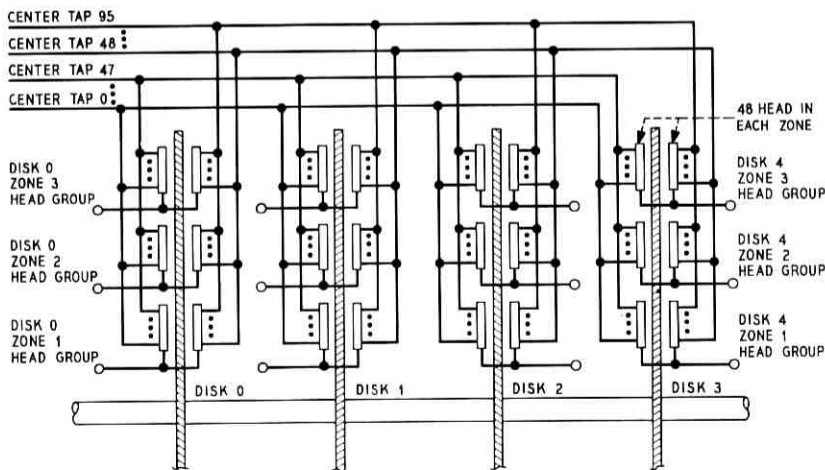 CENTER TAP 95
CENTER TAP 48
CENTER TAP 47
CENTER TAP 0
48 HEAD IN
EACH ZONE
DISK 0
ZONE 3
HEAD GROUP
DISK 4
ZONE 3
HEAD GROUP
DISK 0
ZONE 2
HEAD GROUP
DISK 4
ZONE 2
HEAD GROUP
DISK 0
ZONE 1
HEAD GROUP
DISK 4
ZONE 1
HEAD GROUP
DISK 0
DISK 1
DISK 2
DISK 3